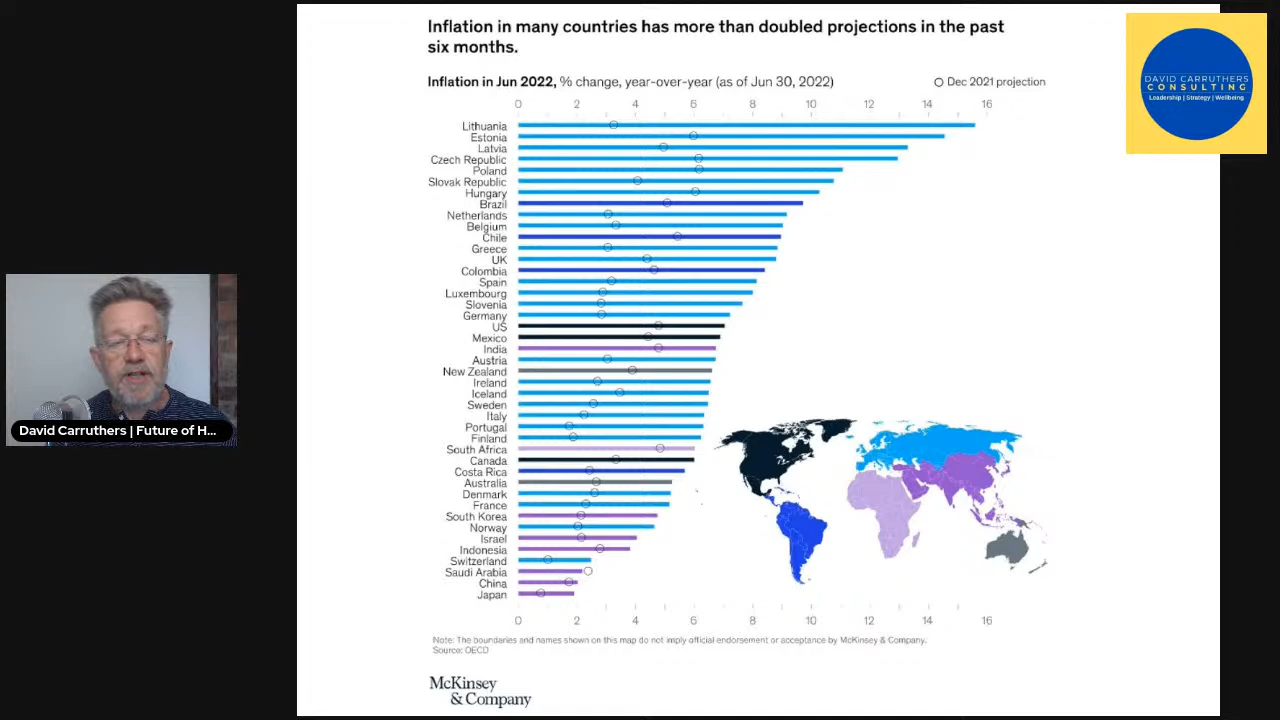 Inflation in many countries has more than doubled projections in the past
six months.
Inflation in Jun 2022, % change, year-over-year (as of Jun 30, 2022)
Dec 2021 projection
0 2 4 6 8 10 12 14 16
Lithuania
Estonia
Latvia
Czech Republic
Poland
Slovak Republic
Hungary
Brazil
Netherlands
Belgium
Chile
Greece
UK
Colombia
Spain
Luxembourg
Slovenia
Germany
US
Mexico
India
Austria
New Zealand
Ireland
Iceland
Sweden
Italy
Portugal
Finland
South Africa
Canada
Costa Rica
Australia
Denmark
France
South Korea
Norway
Israel
Indonesia
Switzerland
Saudi Arabia
China
Japan
0 2 4 6 8 10 12 14 16
Note: The boundaries and names shown on this map do not imply official endorsement or acceptance by McKinsey & Company.
Source: OECD
McKinsey
& Company
DAVID CARRUTHERS
CONSULTING
Leadership | Strategy | Wellbeing
David Carruthers | Future of H...